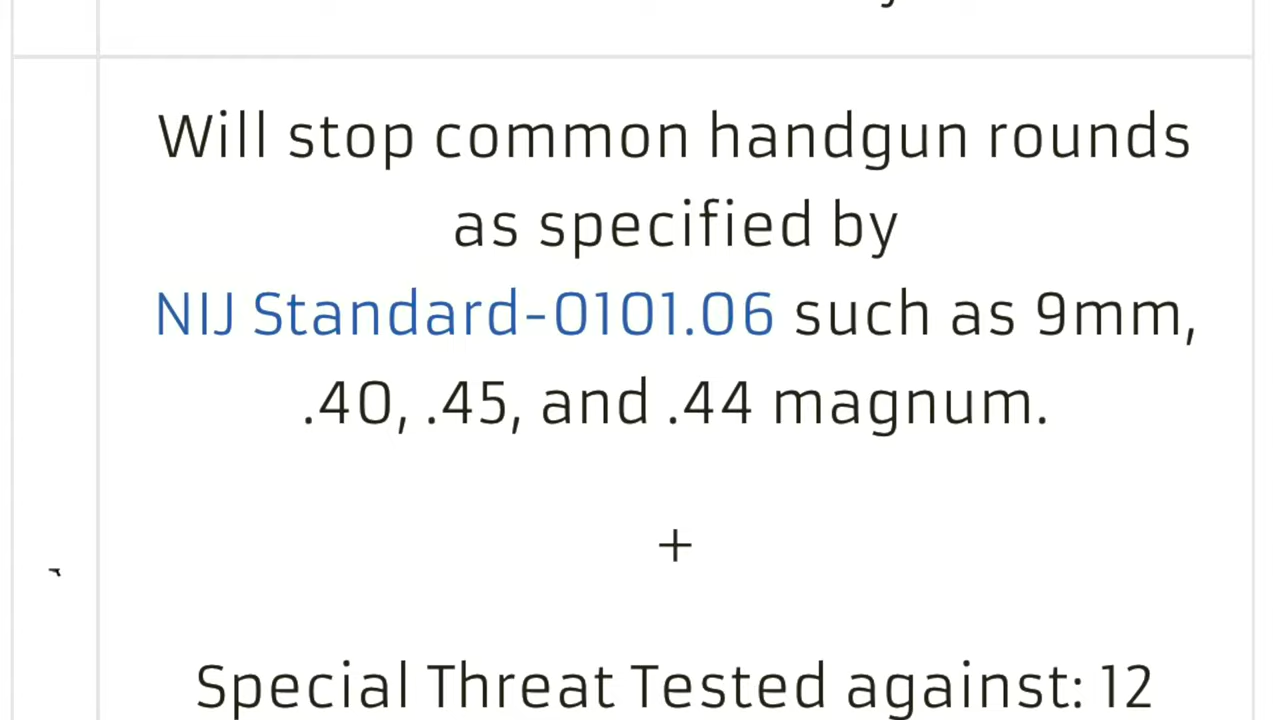 Will stop common handgun rounds
as specified by
NIJ Standard-0101.06 such as 9mm,
.40, .45, and .44 magnum.
+
Special Threat Tested against: 12